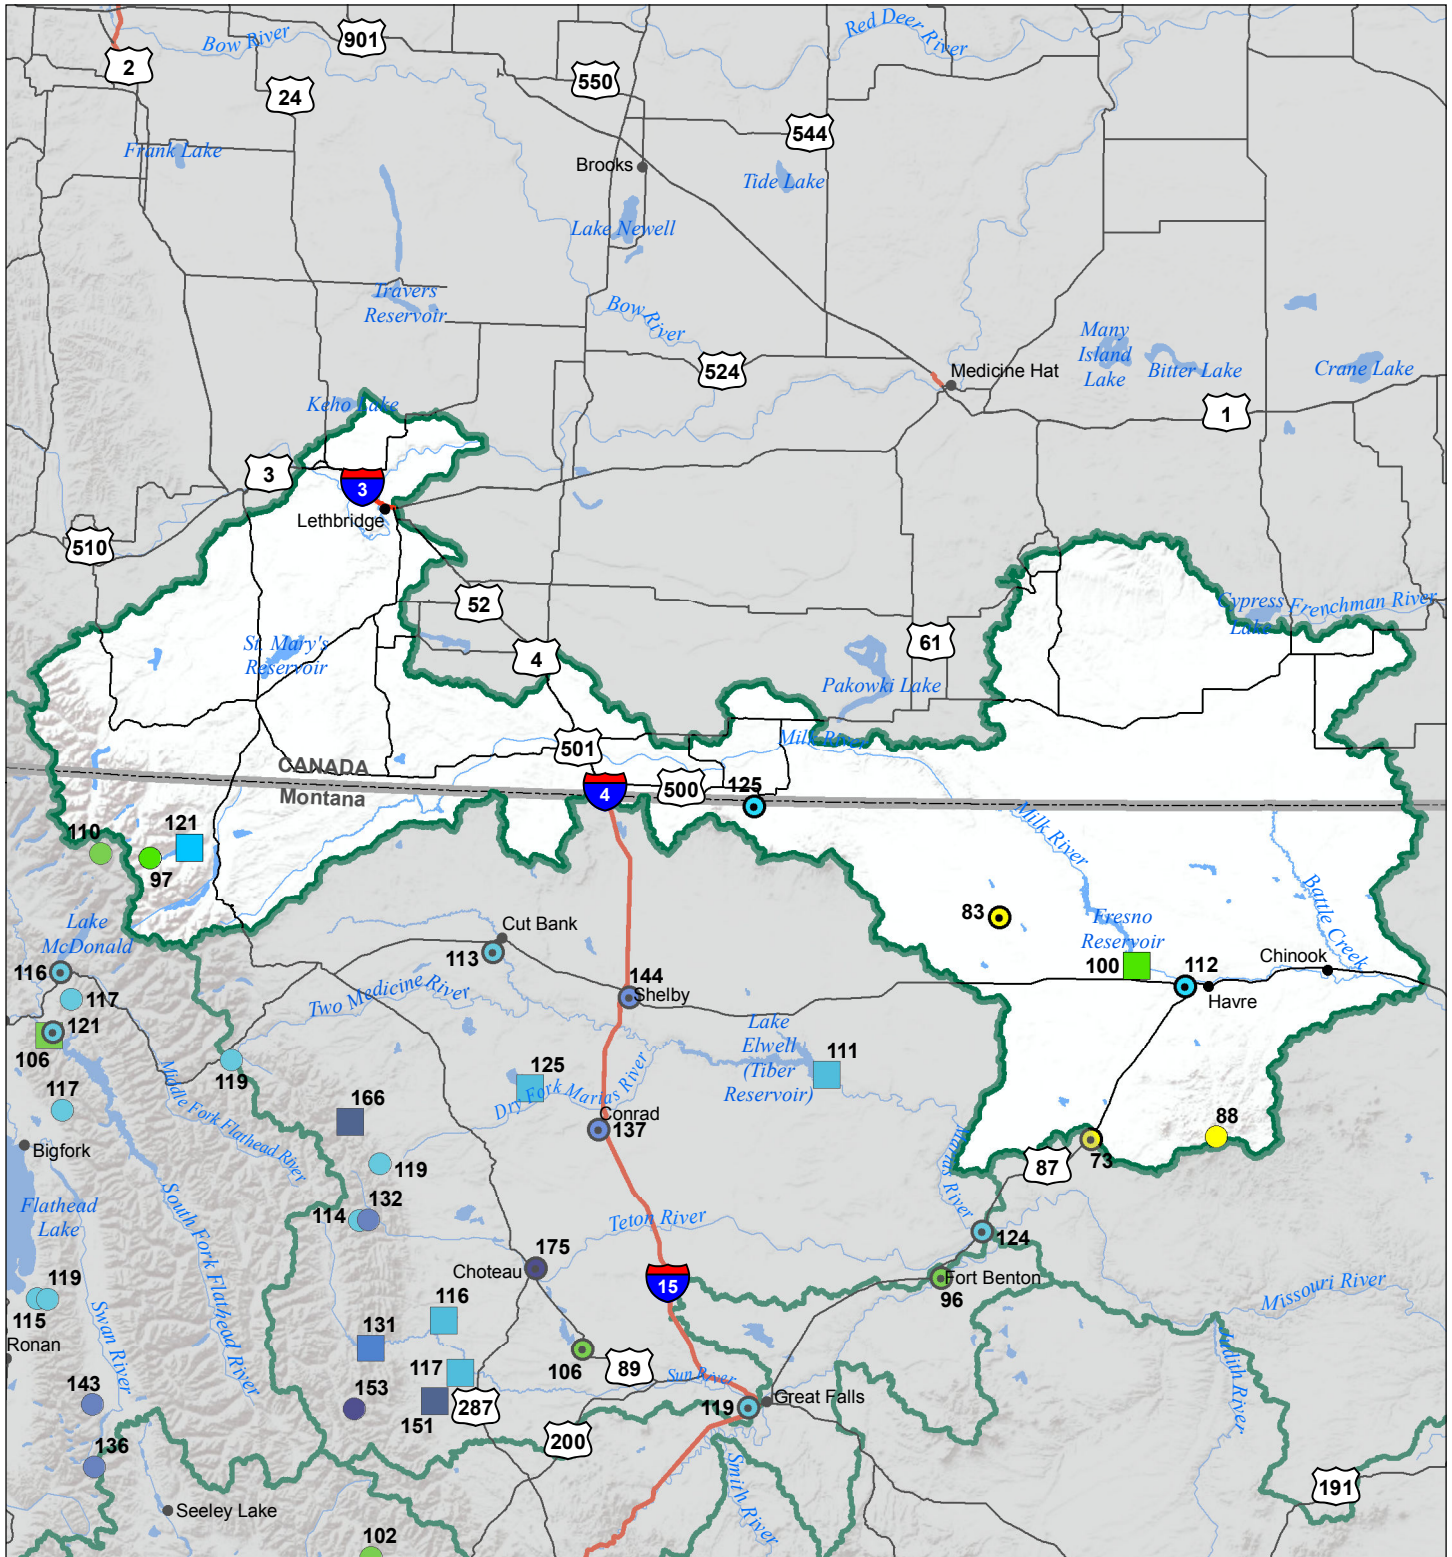 Bow River
901
Red Deer River
2
24
550
544
Frank Lake
Brooks
Tide Lake
Lake Newell
Travers
Reservoir
Bow River
524
Many
Island
Lake
Bitter Lake
Crane Lake
Medicine Hat
1
Keho Lake
3
3
Lethbridge
510
52
Cypress
Lake
Frenchman River
St. Mary's
Reservoir
4
61
Pakowki Lake
501
Milk River
CANADA
Montana
4
500
125
110
121
97
Milk River
Battle Creek
Lake
McDonald
Cut Bank
83
Fresno
Reservoir
100
Chinook
113
116
117
112
Havre
144
Shelby
Two Medicine River
121
106
Lake
Elwell
(Tiber
Reservoir)
111
119
Middle Fork Flathead River
125
Dry Fork Marias River
117
166
Conrad
137
88
73
87
Bigfork
119
Marias River
Flathead
Lake
South Fork Flathead River
114
132
Teton River
124
175
Choteau
15
Fort Benton
96
Missouri River
119
115
Swan River
116
Ronan
131
106
89
Sun River
Judith River
117
143
153
151
287
119
Great Falls
200
136
Smith River
191
Seeley Lake
102